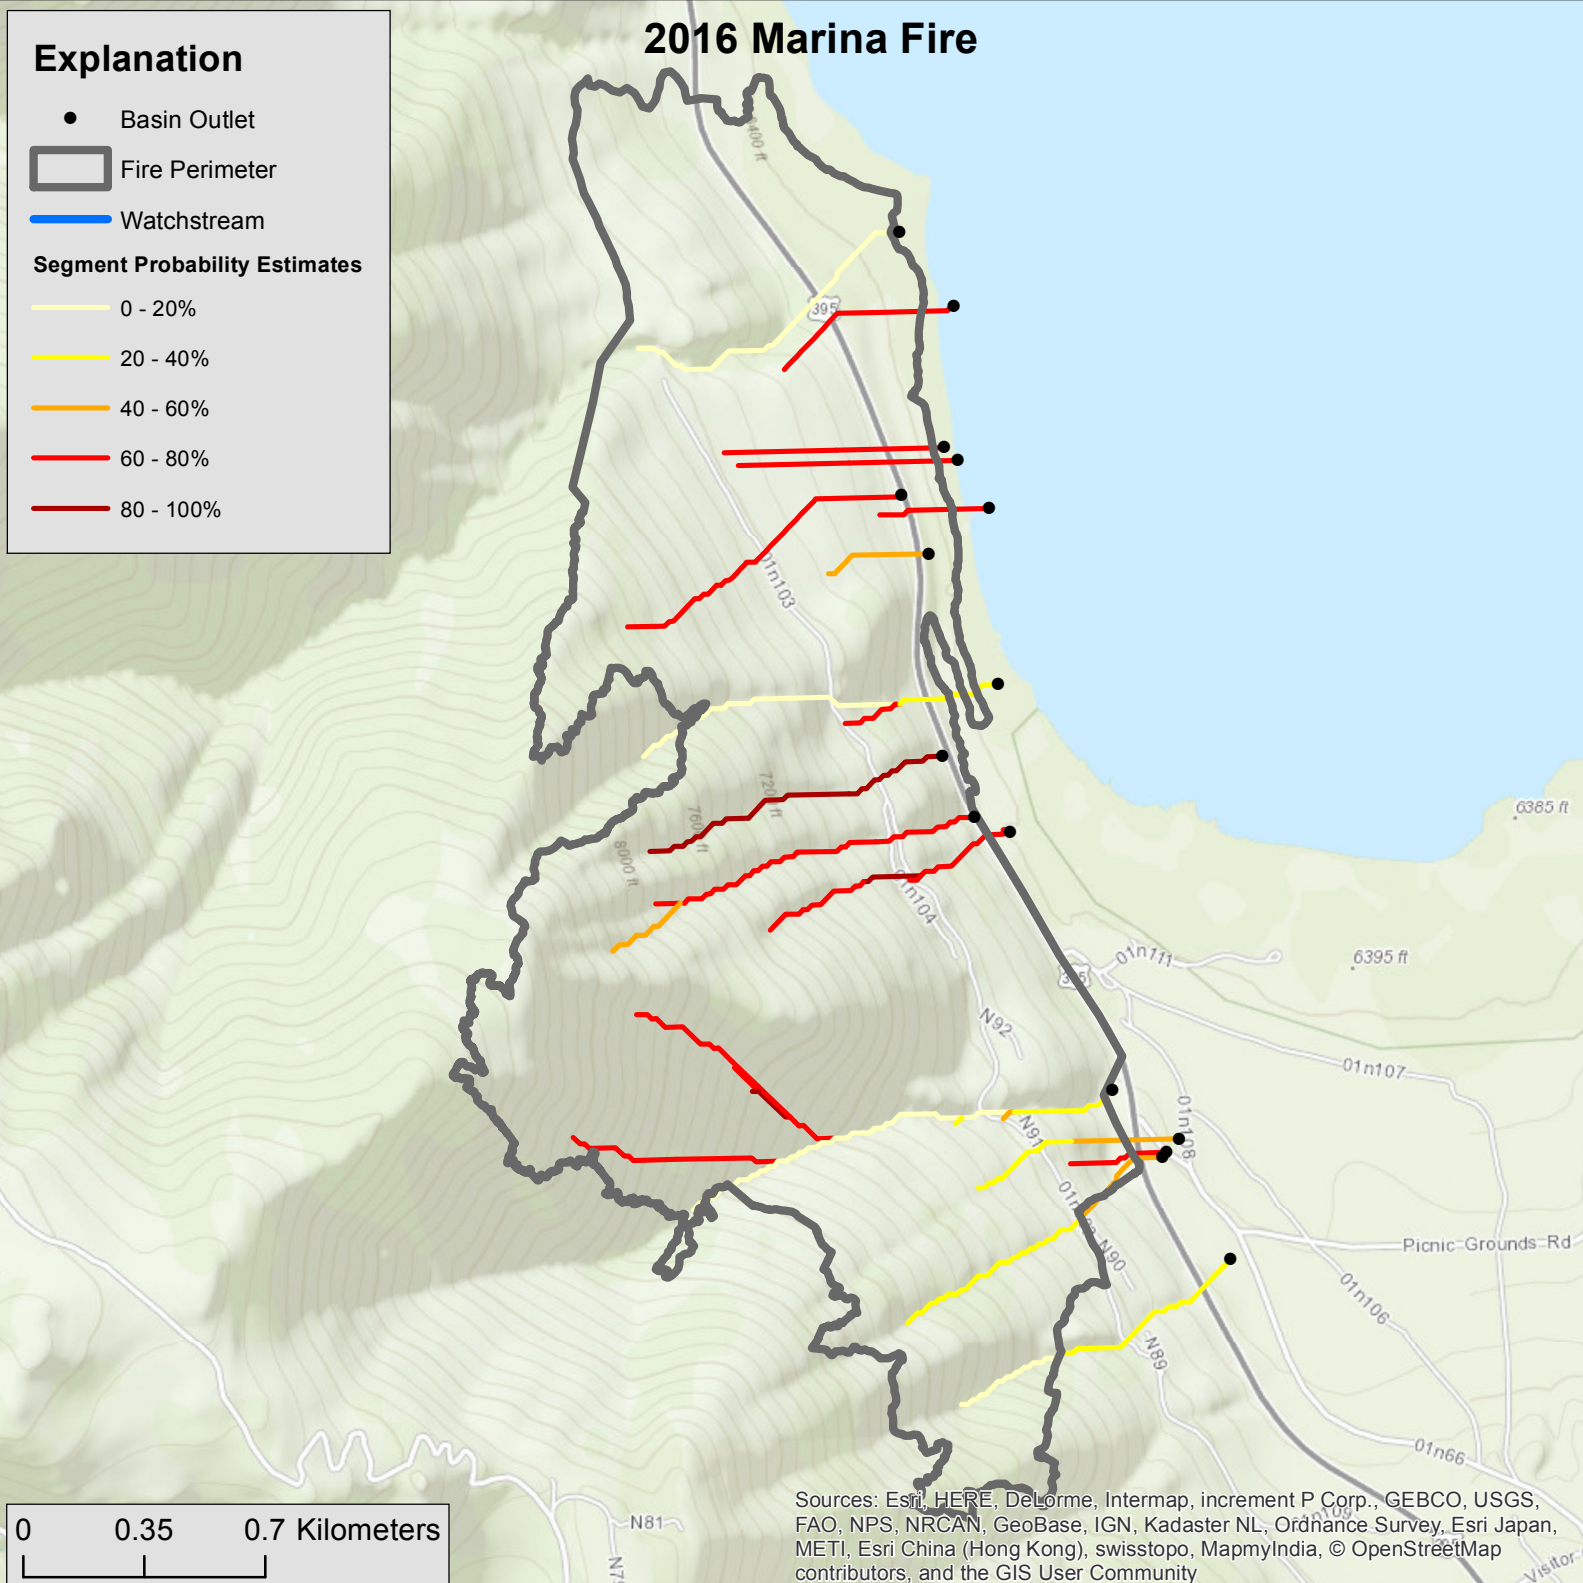 2016 Marina Fire
Explanation
Basin Outlet
Fire Perimeter
Watchstream
Segment Probability Estimates
0 - 20%
20 - 40%
40 - 60%
60 - 80%
80 - 100%
6400 ft
395
01n103
7200 ft
7600 ft
8000 ft
01n104
6385 ft
6395 ft
01n111
395
N92
01n107
01n108
N91
N90
Picnic Grounds Rd
01n106
N89
01n66
01n109
N81
Visitor
0 0.35 0.7 Kilometers
Sources: Esri, HERE, DeLorme, Intermap, increment P Corp., GEBCO, USGS,
FAO, NPS, NRCAN, GeoBase, IGN, Kadaster NL, Ordnance Survey, Esri Japan,
METI, Esri China (Hong Kong), swisstopo, MapmyIndia, © OpenStreetMap
contributors, and the GIS User Community